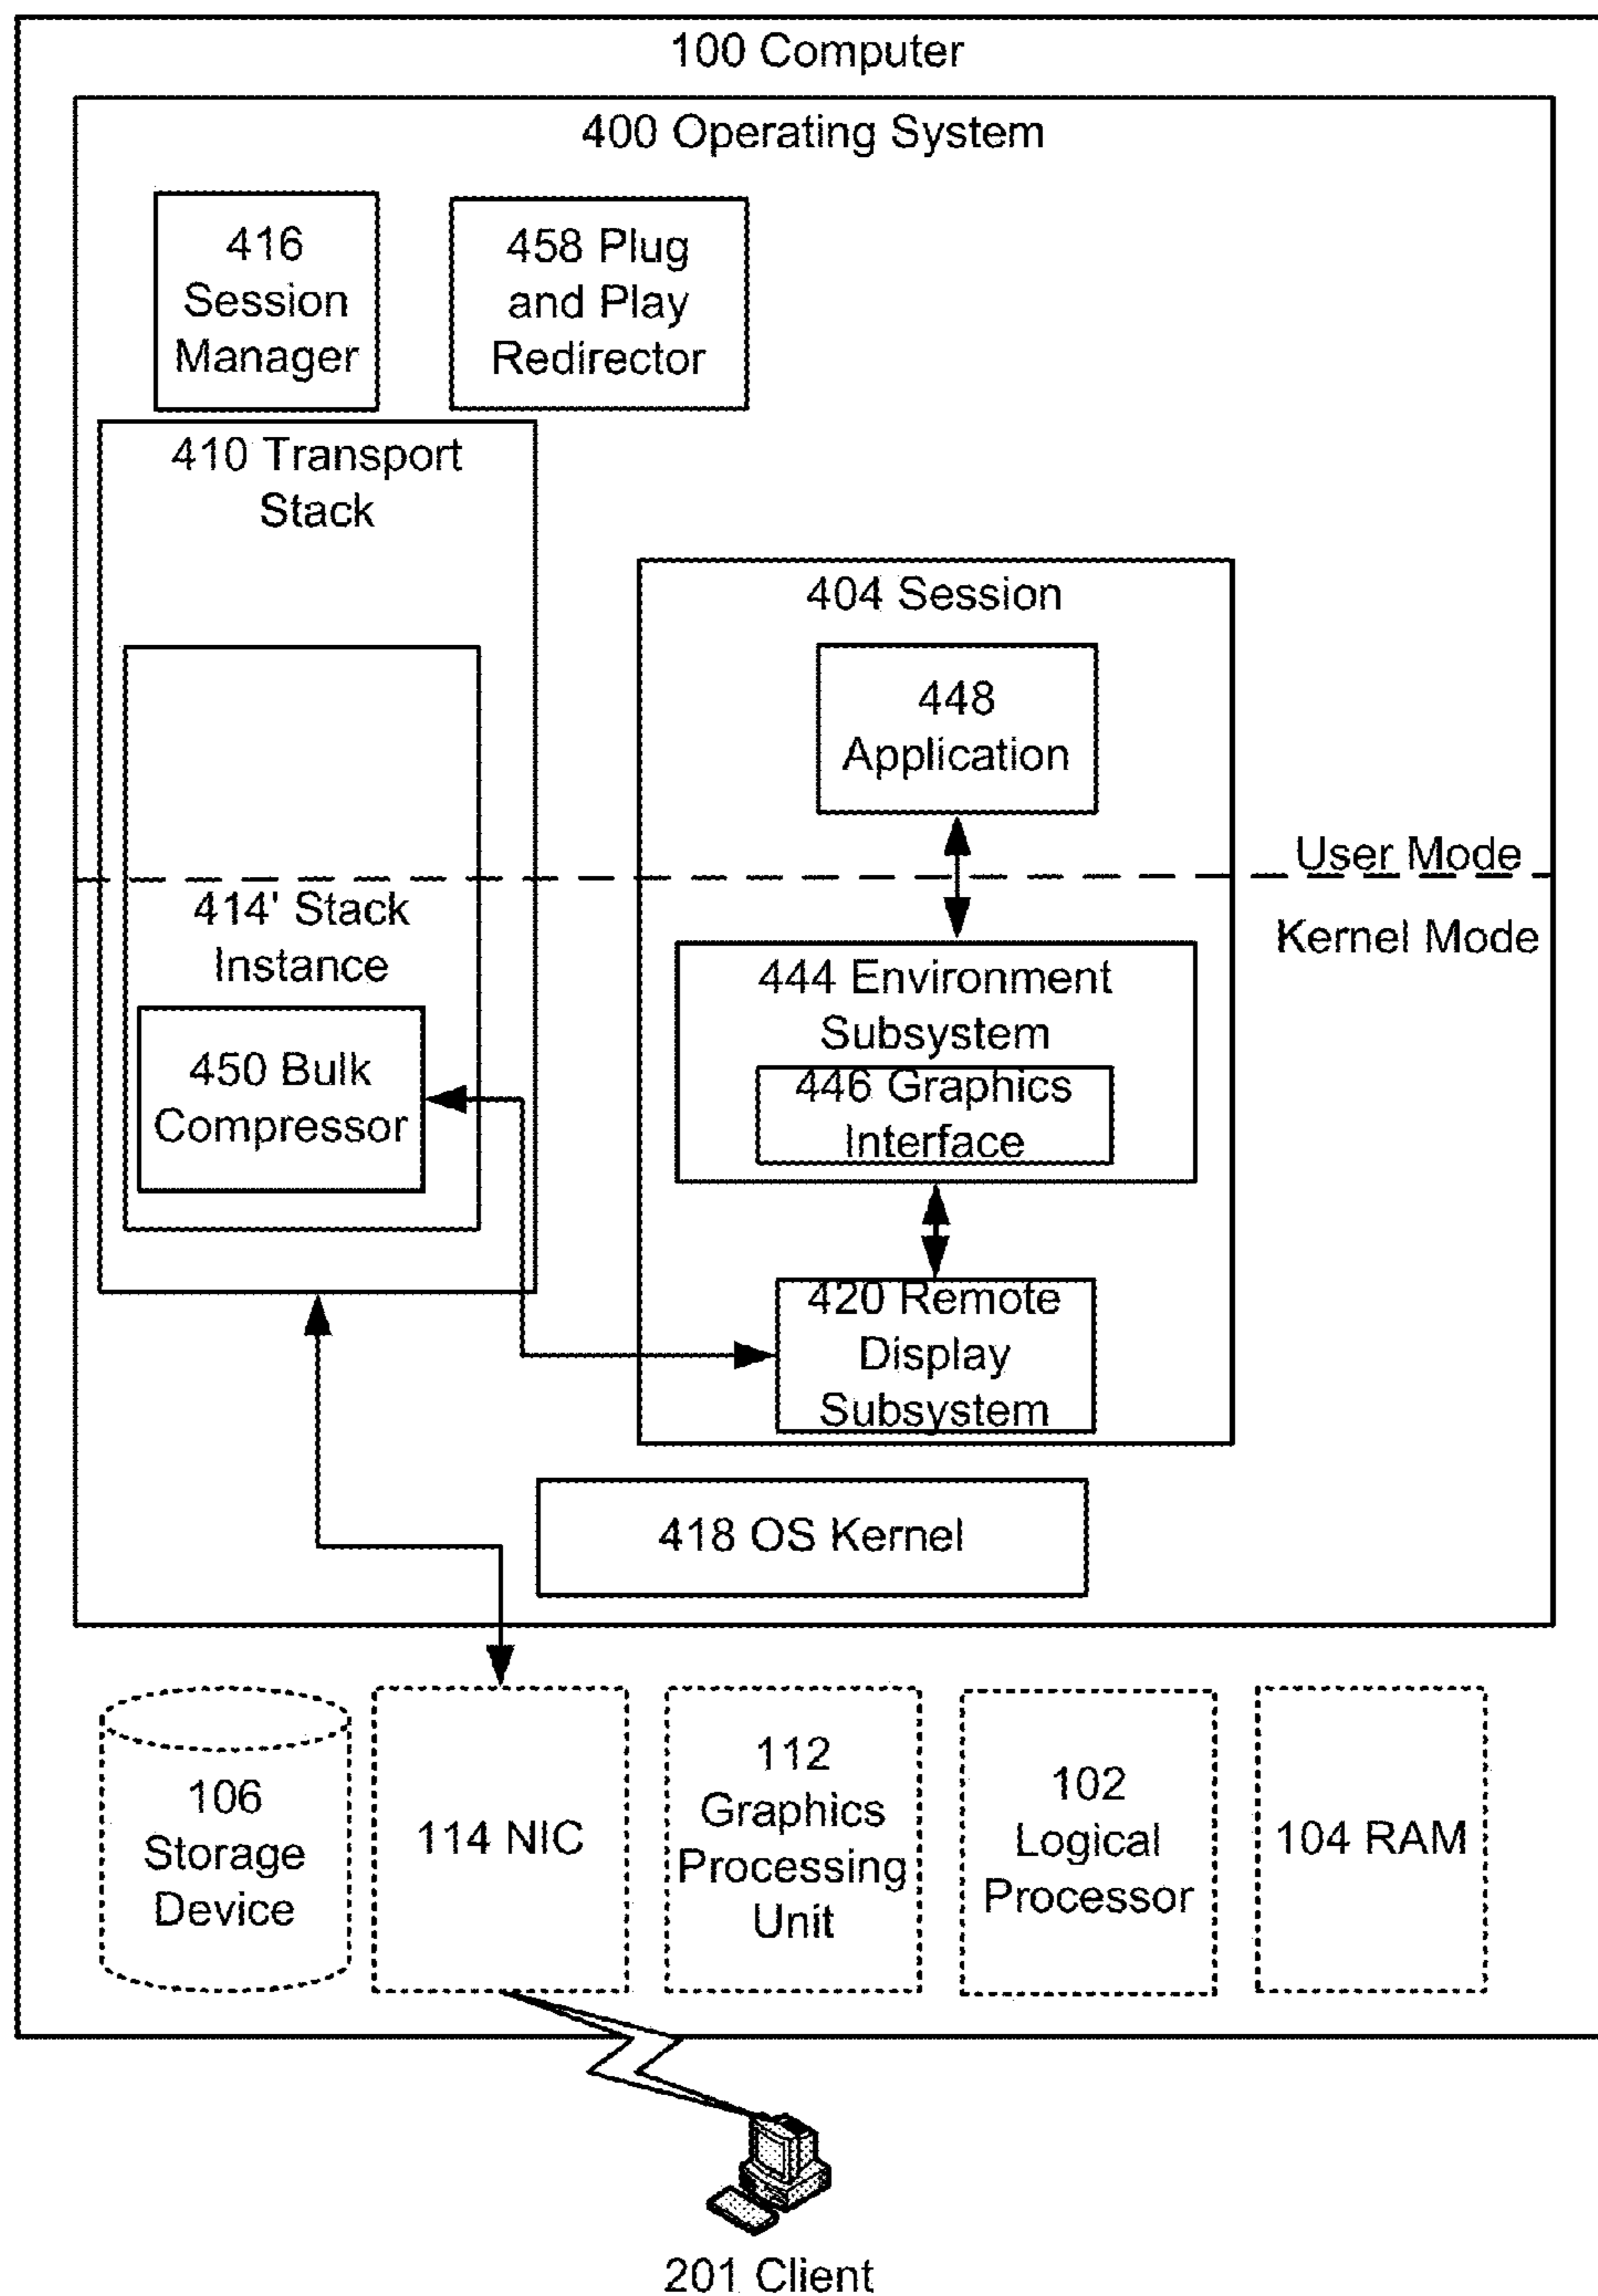 100 Computer
400 Operating System
416
Session
Manager
458 Plug
and Play
Redirector
410 Transport
Stack
404 Session
448
Application
User Mode
Kernel Mode
414' Stack
Instance
450 Bulk
Compressor
444 Environment
Subsystem
446 Graphics
Interface
420 Remote
Display
Subsystem
418 OS Kernel
106
Storage
Device
114 NIC
112
Graphics
Processing
Unit
102
Logical
Processor
104 RAM
201 Client